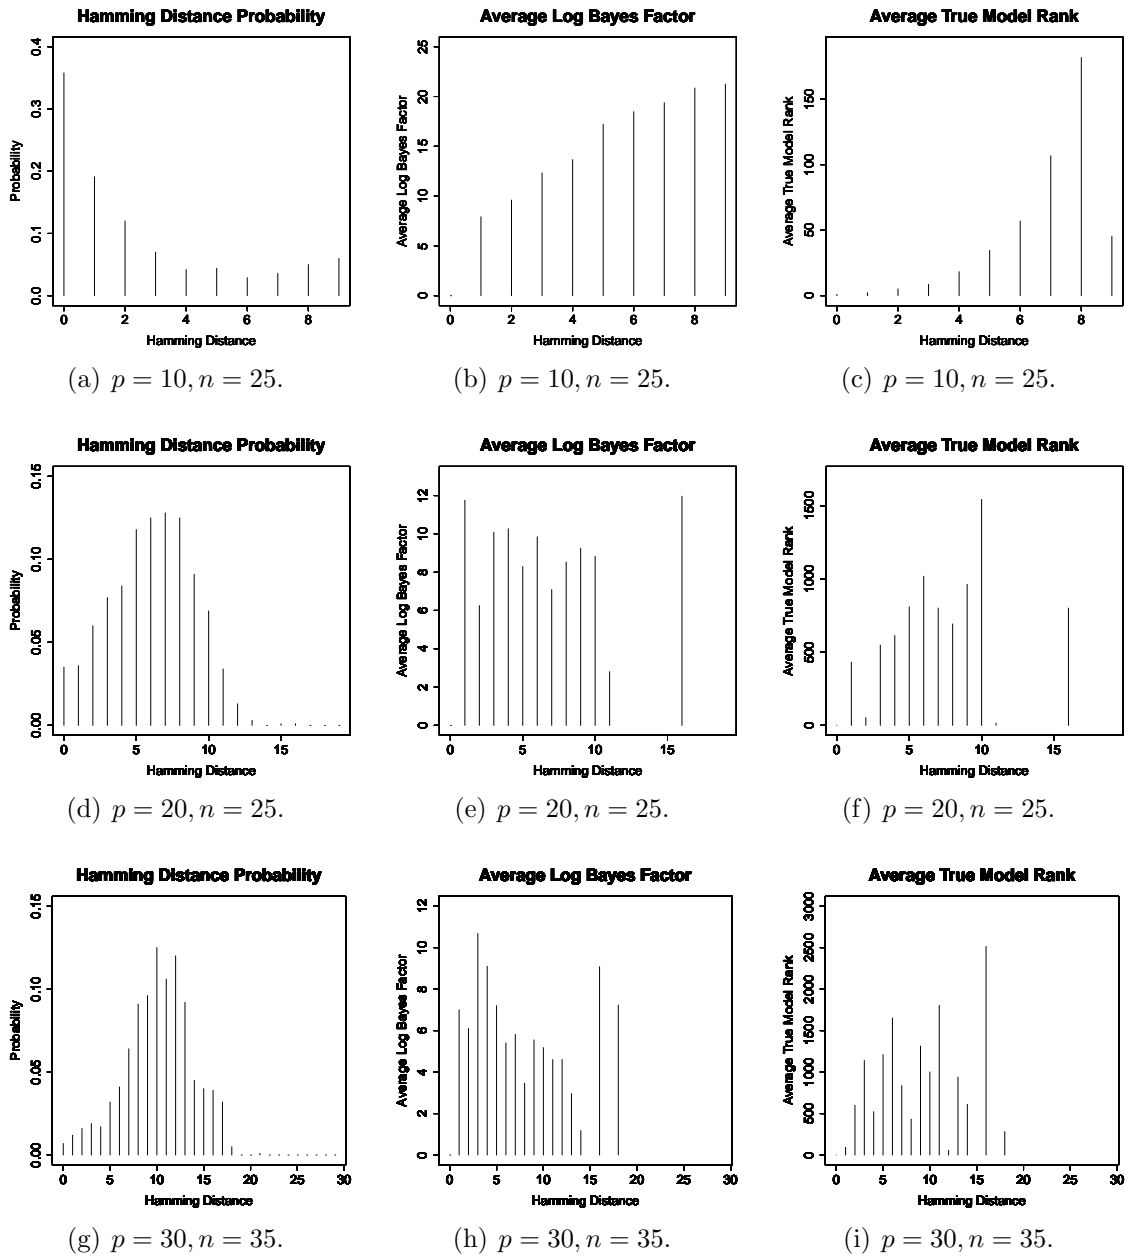 Hamming Distance Probability
Average Log Bayes Factor
Average True Model Rank
Probability
0.0 0.1 0.2 0.3 0.4
0 2 4 6 8
Hamming Distance
Average Log Bayes Factor
0 5 10 15 20 25
0 2 4 6 8
Hamming Distance
Average True Model Rank
0 50 100 150
0 2 4 6 8
Hamming Distance
(a) p = 10, n = 25.
(b) p = 10, n = 25.
(c) p = 10, n = 25.
Hamming Distance Probability
Average Log Bayes Factor
Average True Model Rank
Probability
0.00 0.05 0.10 0.15
0 5 10 15
Hamming Distance
Average Log Bayes Factor
0 2 4 6 8 10 12
0 5 10 15
Hamming Distance
Average True Model Rank
0 500 1000 1500
0 5 10 15
Hamming Distance
(d) p = 20, n = 25.
(e) p = 20, n = 25.
(f) p = 20, n = 25.
Hamming Distance Probability
Average Log Bayes Factor
Average True Model Rank
Probability
0.00 0.05 0.10 0.15
0 5 10 15 20 25 30
Hamming Distance
Average Log Bayes Factor
0 2 4 6 8 10 12
0 5 10 15 20 25 30
Hamming Distance
Average True Model Rank
0 500 1000 1500 2000 2500 3000
0 5 10 15 20 25 30
Hamming Distance
(g) p = 30, n = 35.
(h) p = 30, n = 35.
(i) p = 30, n = 35.